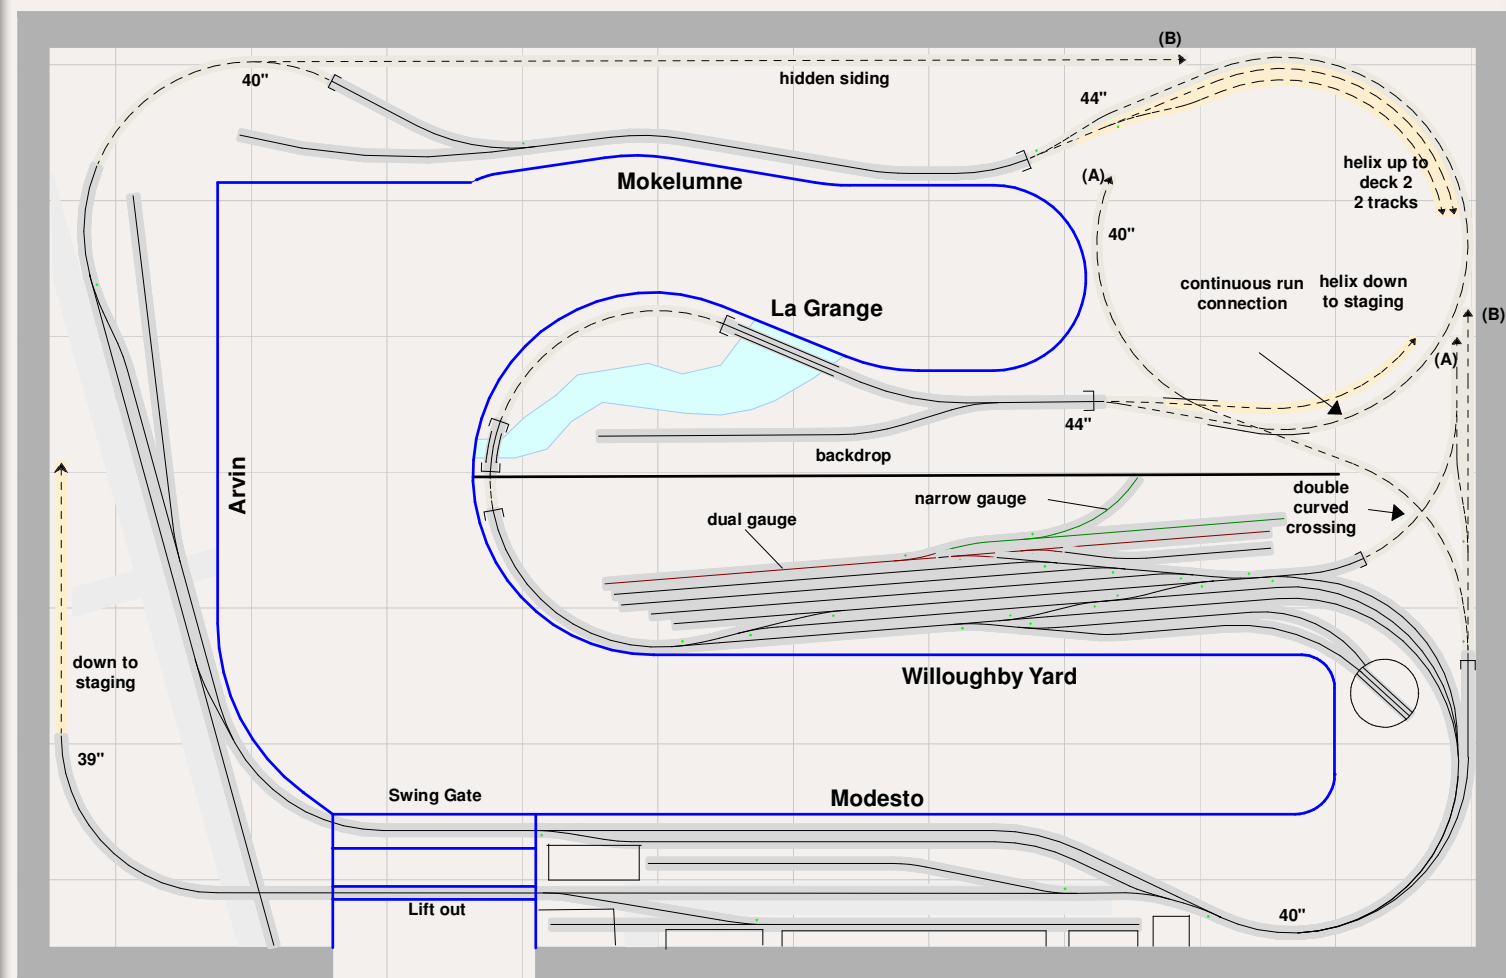 (B)
40"
hidden siding
44"
helix up to
deck 2
2 tracks
Mokelumne
(A)
40"
continuous run
connection
helix down
to staging
La Grange
(B)
(A)
44"
backdrop
Arvin
narrow gauge
double
curved
crossing
dual gauge
down to
staging
Willoughby Yard
39"
Swing Gate
Modesto
Lift out
40"